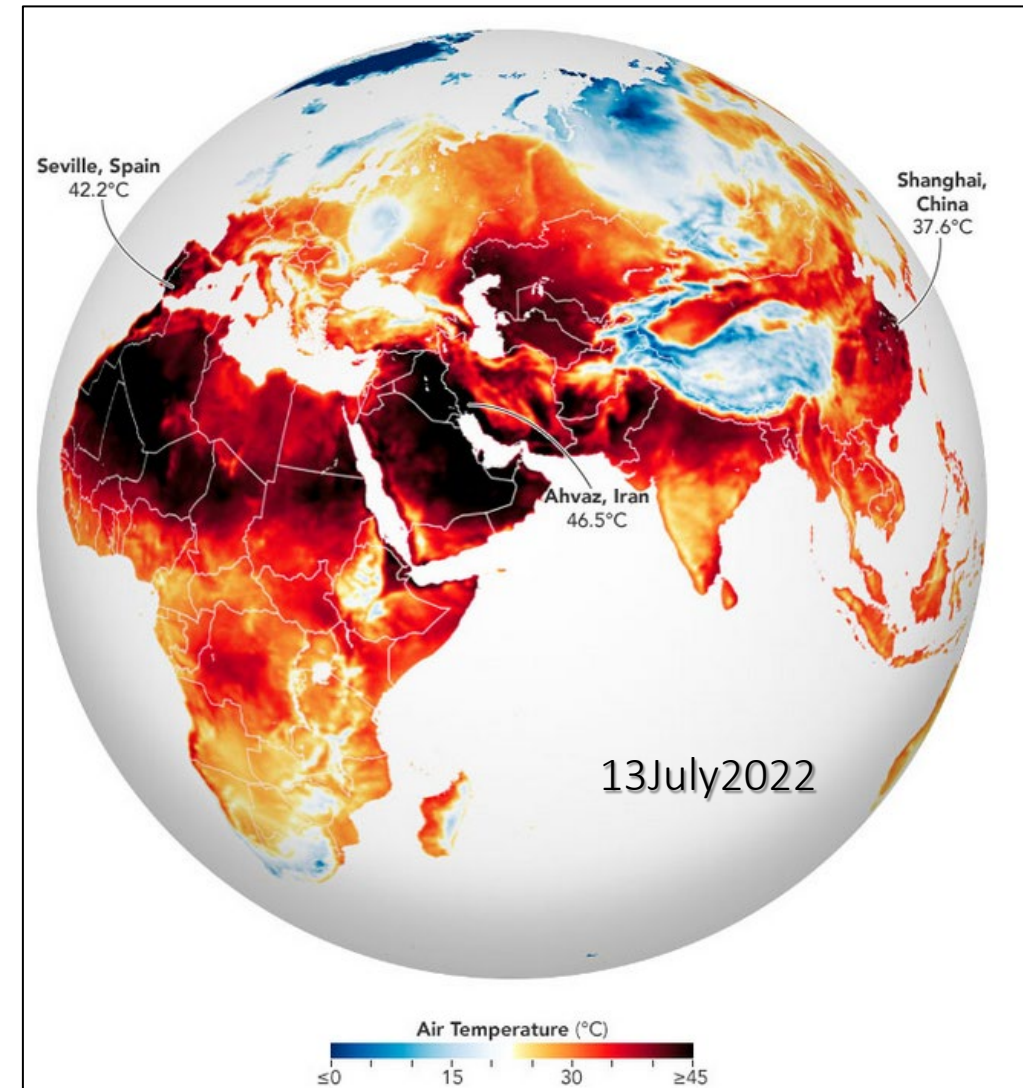 Seville, Spain
42.2°C
Shanghai,
China
37.6°C
Ahvaz, Iran
46.5°C
13July2022
Air Temperature (°C)
≤0 15 30 ≥45